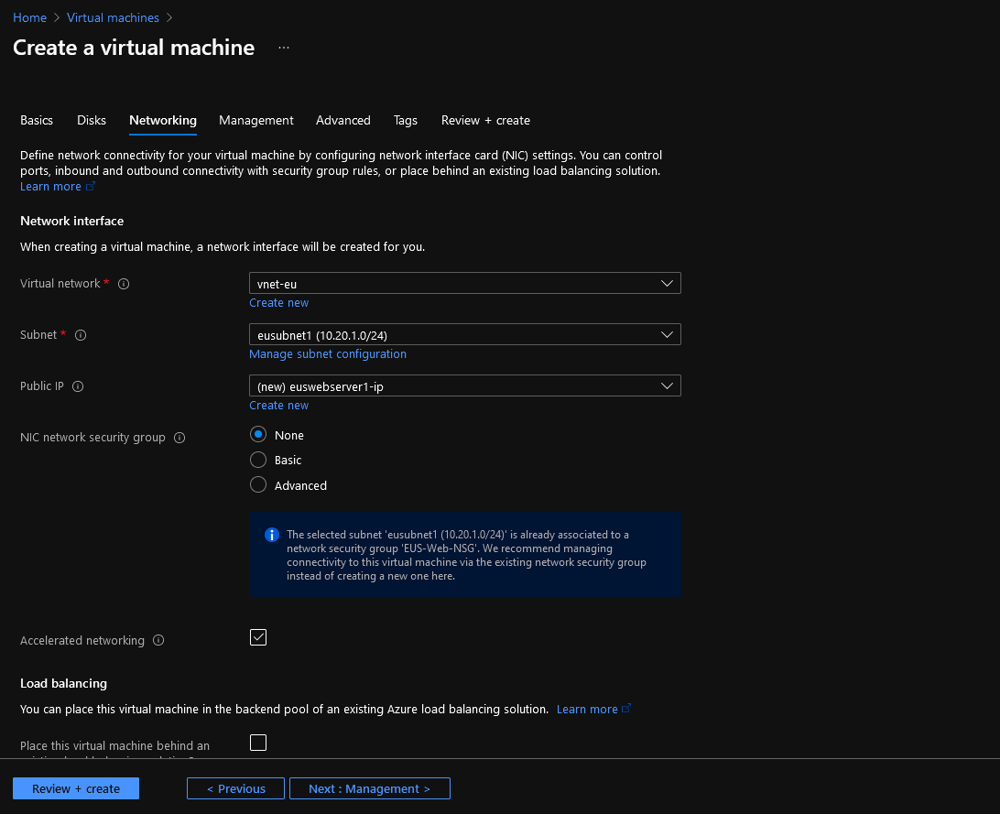 Home > Virtual machines >
Create a virtual machine ...
Basics Disks Networking Management Advanced Tags Review + create
Define network connectivity for your virtual machine by configuring network interface card (NIC) settings. You can control
ports, inbound and outbound connectivity with security group rules, or place behind an existing load balancing solution.
Learn more
Network interface
When creating a virtual machine, a network interface will be created for you.
Virtual network *
vnet-eu
Create new
Subnet *
eusubnet1 (10.20.1.0/24)
Manage subnet configuration
Public IP
(new) euswebserver1-ip
Create new
NIC network security group
None
Basic
Advanced
The selected subnet 'eusubnet1 (10.20.1.0/24)' is already associated to a
network security group 'EUS-Web-NSG'. We recommend managing
connectivity to this virtual machine via the existing network security group
instead of creating a new one here.
Accelerated networking
Load balancing
You can place this virtual machine in the backend pool of an existing Azure load balancing solution. Learn more
Place this virtual machine behind an
Review + create
< Previous
Next : Management >